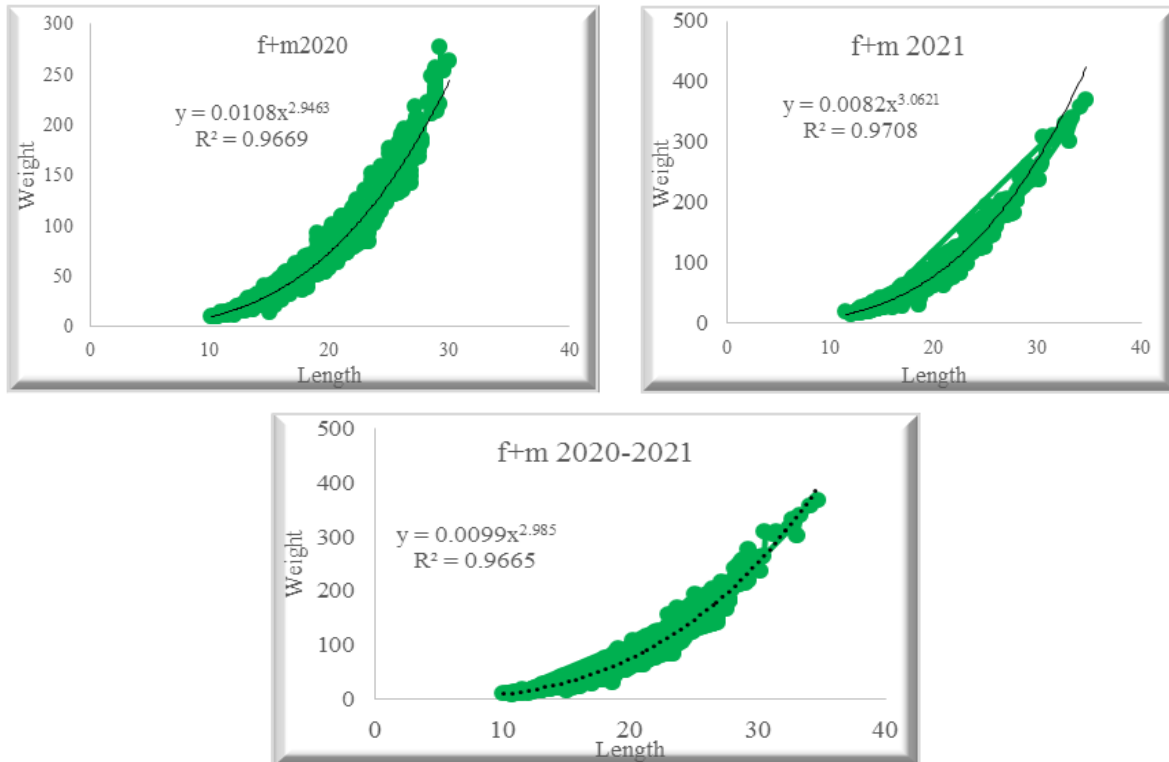 f+m2020
y = 0.0108x^2.9463
R² = 0.9669
Weight
300
250
200
150
100
50
0
0 10 20 30 40
Length
f+m 2021
y = 0.0082x^3.0621
R² = 0.9708
Weight
500
400
300
200
100
0
0 10 20 30 40
Length
f+m 2020-2021
y = 0.0099x^2.985
R² = 0.9665
Weight
500
400
300
200
100
0
0 10 20 30 40
Length